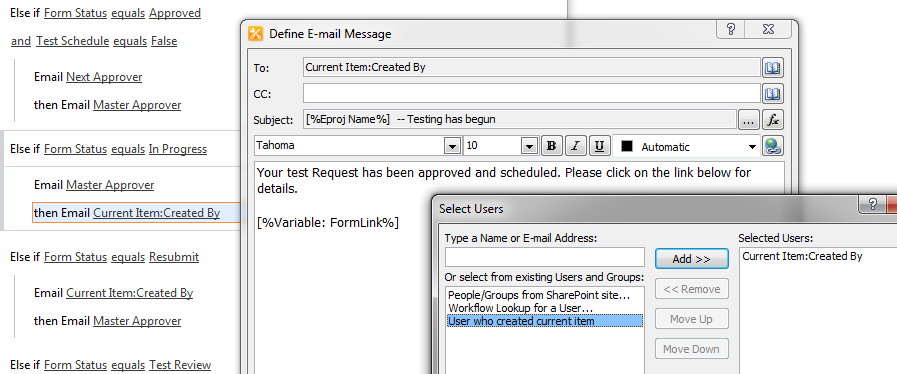 Else if Form Status equals Approved
and Test Schedule equals False
Email Next Approver
then Email Master Approver
Else if Form Status equals In Progress
Email Master Approver
then Email Current Item:Created By
Else if Form Status equals Resubmit
Email Current Item:Created By
then Email Master Approver
Else if Form Status equals Test Review
Define E-mail Message
To: Current Item:Created By
CC:
Subject: [%Eproj Name%] -- Testing has begun ... fx
Tahoma 10 B I U Automatic
Your test Request has been approved and scheduled. Please click on the link below for
details.
[%Variable: FormLink%]
Select Users
Type a Name or E-mail Address:
Or select from existing Users and Groups:
People/Groups from SharePoint site...
Workflow Lookup for a User...
User who created current item
Add >>
<< Remove
Move Up
Move Down
Selected Users:
Current Item:Created By